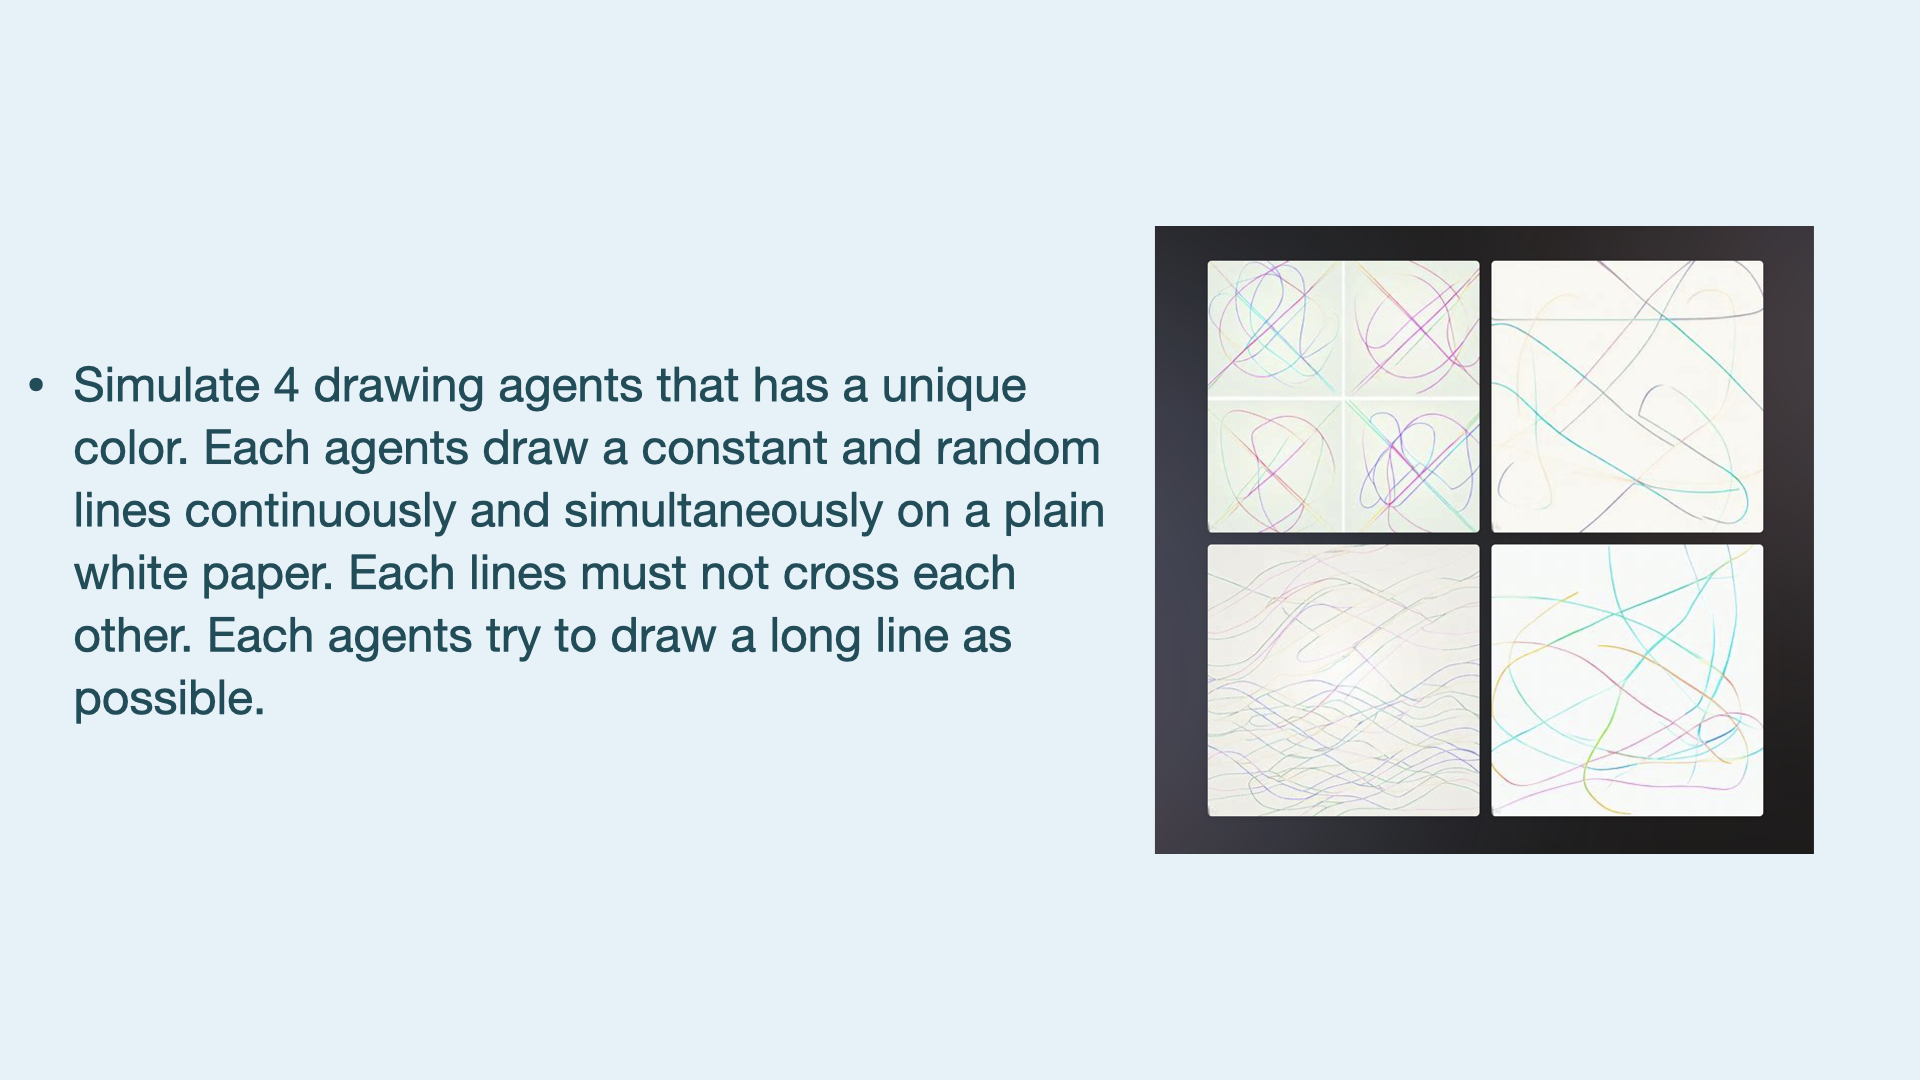 • Simulate 4 drawing agents that has a unique
color. Each agents draw a constant and random
lines continuously and simultaneously on a plain
white paper. Each lines must not cross each
other. Each agents try to draw a long line as
possible.